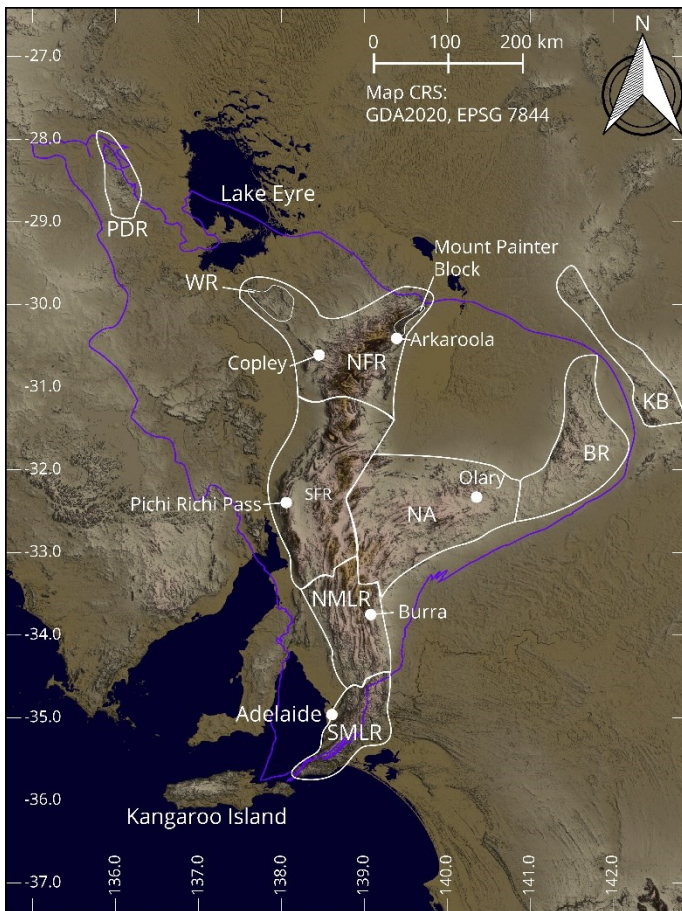 N
0 100 200 km
Map CRS:
GDA2020, EPSG 7844
-27.0
-28.0
-29.0
-30.0
-31.0
-32.0
-33.0
-34.0
-35.0
-36.0
-37.0
Lake Eyre
PDR
Mount Painter
Block
WR
Arkaroola
Copley
NFR
KB
BR
Olary
SFR
Pichi Richi Pass
NA
NMLR
Burra
Adelaide
SMLR
Kangaroo Island
136.0
137.0
138.0
139.0
140.0
141.0
142.0